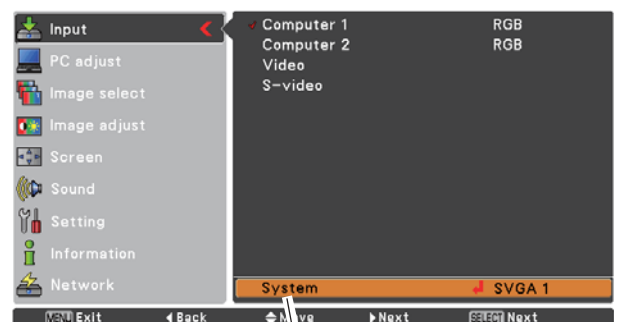 Input
PC adjust
Image select
Image adjust
Screen
Sound
Setting
Information
Network
Computer 1 RGB
Computer 2 RGB
Video
S-video
System SVGA 1
MENU Exit Back Move Next SELECT Next